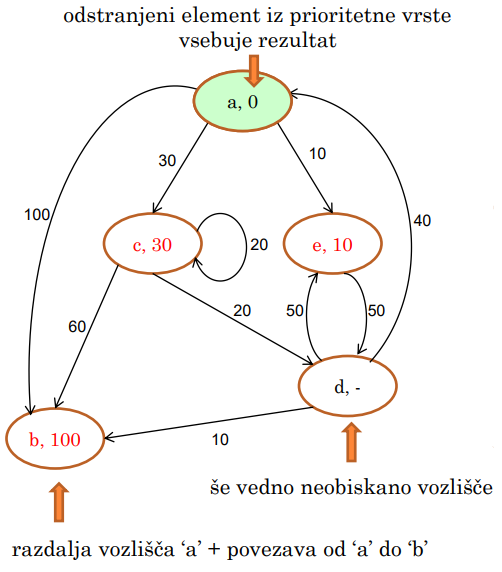 odstranjeni element iz prioritetne vrste
vsebuje rezultat
a, 0
30
10
100
40
c, 30
20
e, 10
60
20
50
50
d, -
b, 100
10
še vedno neobiskano vozlišče
razdalja vozlišča ‘a’ + povezava od ‘a’ do ‘b’